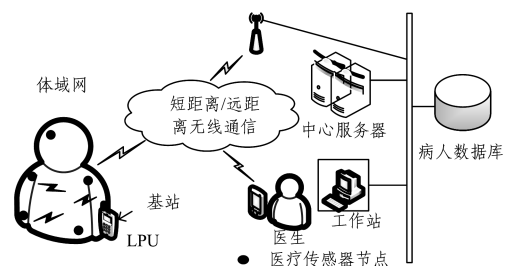 体域网
短距离/远距
离无线通信
中心服务器
病人数据库
基站
LPU
医生
工作站
医疗传感器节点